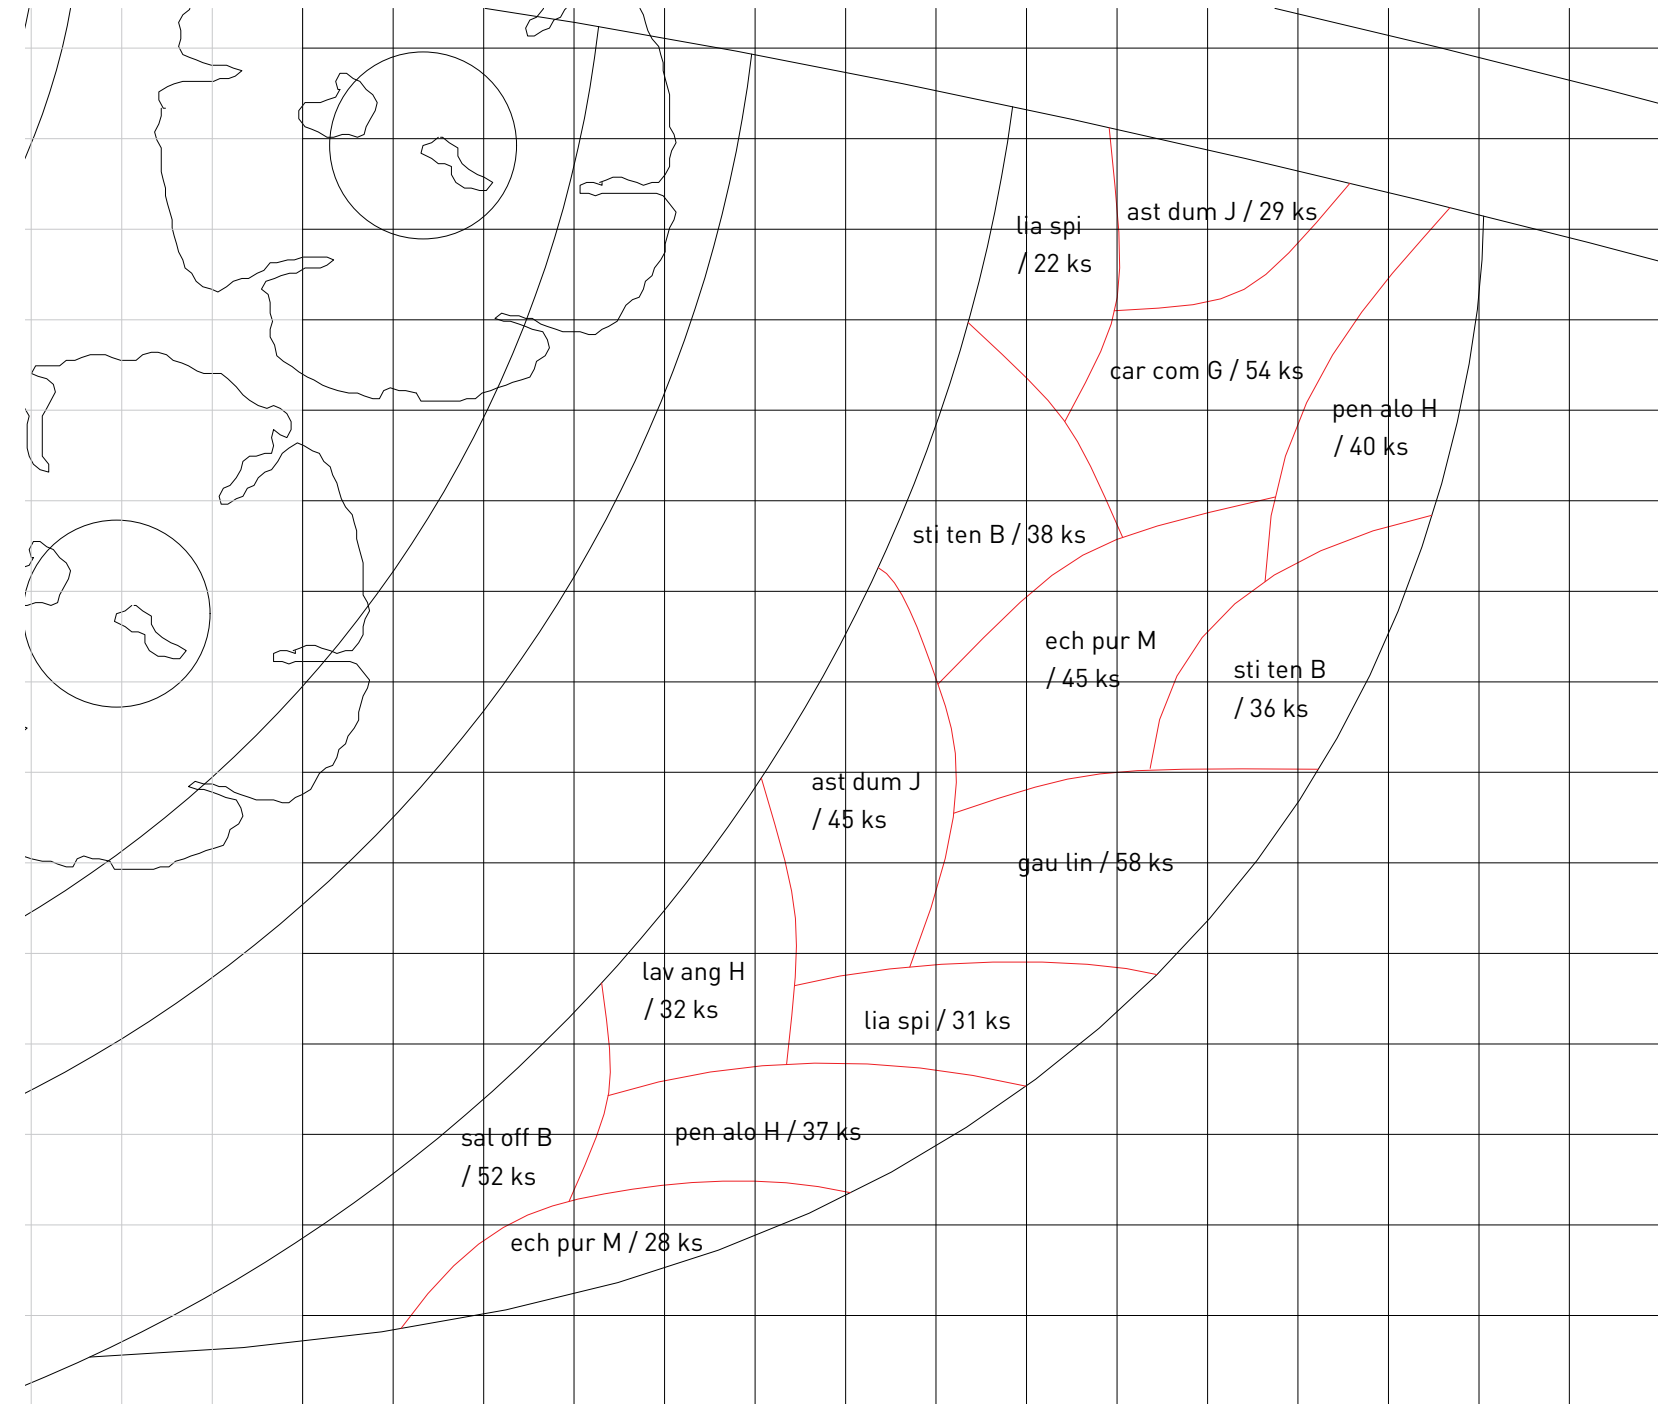 ast dum J / 29 ks
lia spi
/ 22 ks
car com G / 54 ks
pen alo H
/ 40 ks
sti ten B / 38 ks
ech pur M
/ 45 ks
sti ten B
/ 36 ks
ast dum J
/ 45 ks
gau lin / 58 ks
lav ang H
/ 32 ks
lia spi / 31 ks
pen alo H / 37 ks
sal off B
/ 52 ks
ech pur M / 28 ks